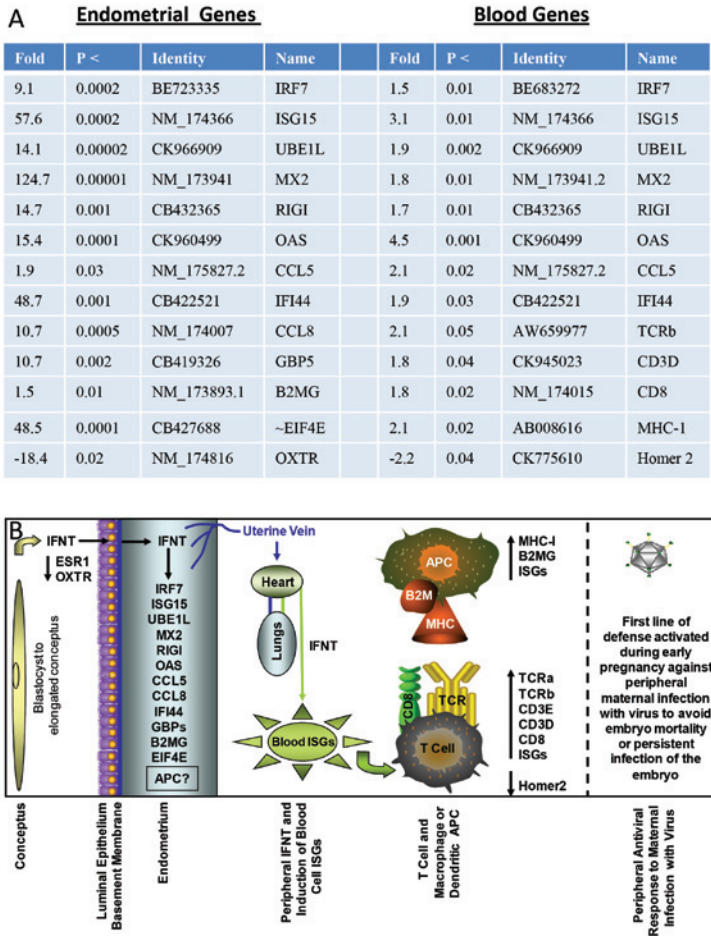 A
Endometrial Genes Blood Genes
Fold P < Identity Name Fold P < Identity Name
9.1 0.0002 BE723335 IRF7 1.5 0.01 BE683272 IRF7
57.6 0.0002 NM_174366 ISG15 3.1 0.01 NM_174366 ISG15
14.1 0.00002 CK966909 UBE1L 1.9 0.002 CK966909 UBE1L
124.7 0.00001 NM_173941 MX2 1.8 0.01 NM_173941.2 MX2
14.7 0.001 CB432365 RIGI 1.7 0.01 CB432365 RIGI
15.4 0.0001 CK960499 OAS 4.5 0.001 CK960499 OAS
1.9 0.03 NM_175827.2 CCL5 2.1 0.02 NM_175827.2 CCL5
48.7 0.001 CB422521 IFI44 1.9 0.03 CB422521 IFI44
10.7 0.0005 NM_174007 CCL8 2.1 0.05 AW659977 TCRb
10.7 0.002 CB419326 GBP5 1.8 0.04 CK945023 CD3D
1.5 0.01 NM_173893.1 B2MG 1.8 0.02 NM_174015 CD8
48.5 0.0001 CB427688 ~EIF4E 2.1 0.02 AB008616 MHC-1
-18.4 0.02 NM_174816 OXTR -2.2 0.04 CK775610 Homer 2
B
IFNT
ESR1
OXTR
Blastocyst to
elongated conceptus
IFNT
IRF7
ISG15
UBE1L
MX2
RIGI
OAS
CCL5
CCL8
IFI44
GBPs
B2MG
EIF4E
APC?
Uterine Vein
Heart
Lungs
IFNT
Blood ISGs
APC
B2M
MHC
MHC-I
B2MG
ISGs
CD8
TCR
T Cell
TCRa
TCRb
CD3E
CD3D
CD8
ISGs
Homer2
First line of
defense activated
during early
pregnancy against
peripheral
maternal infection
with virus to avoid
embryo mortality
or persistent
infection of the
embryo
Conceptus
Luminal Epithelium
Basement Membrane
Endometrium
Peripheral IFNT and
Induction of Blood
Cell ISGs
T Cell and
Macrophage or
Dendritic APC
Peripheral Antiviral
Response to Maternal
Infection with Virus